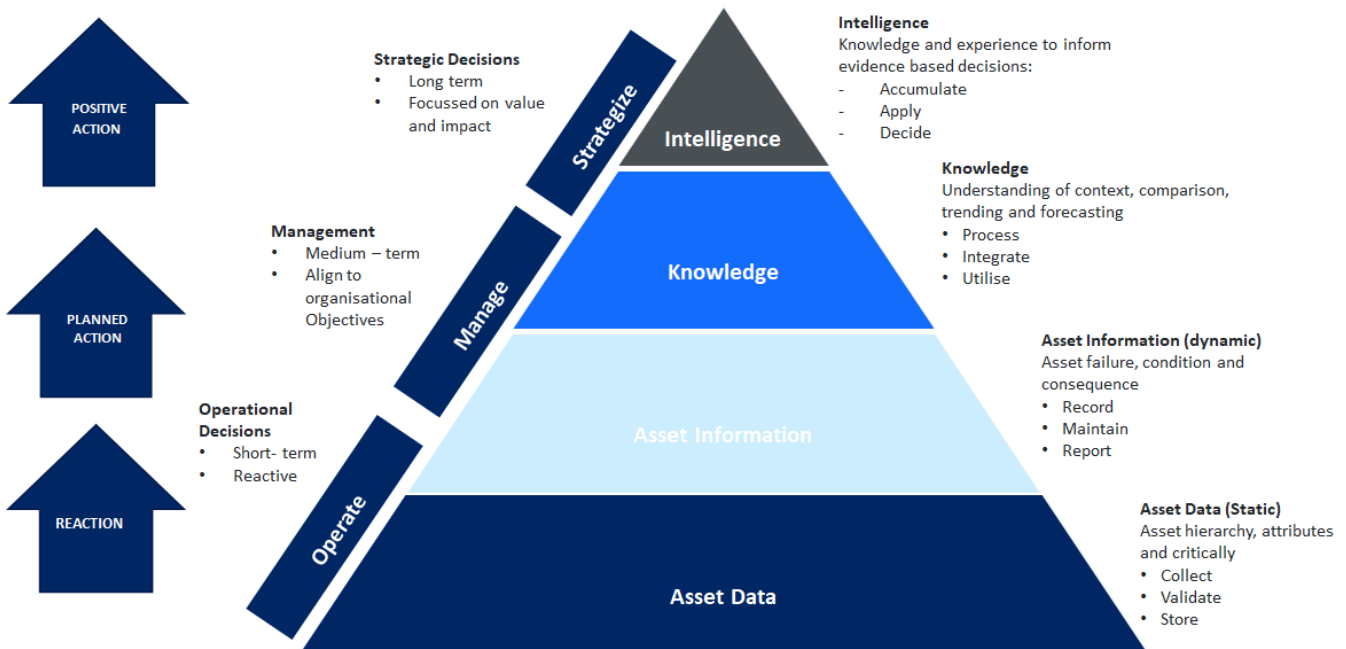 POSITIVE
ACTION
Strategic Decisions
• Long term
• Focussed on value
and impact
Strategize
Intelligence
Intelligence
Knowledge and experience to inform
evidence based decisions:
- Accumulate
- Apply
- Decide
PLANNED
ACTION
Management
• Medium – term
• Align to
organisational
Objectives
Manage
Knowledge
Knowledge
Understanding of context, comparison,
trending and forecasting
• Process
• Integrate
• Utilise
REACTION
Operational
Decisions
• Short- term
• Reactive
Operate
Asset Information
Asset Information (dynamic)
Asset failure, condition and
consequence
• Record
• Maintain
• Report
Asset Data
Asset Data (Static)
Asset hierarchy, attributes
and critically
• Collect
• Validate
• Store